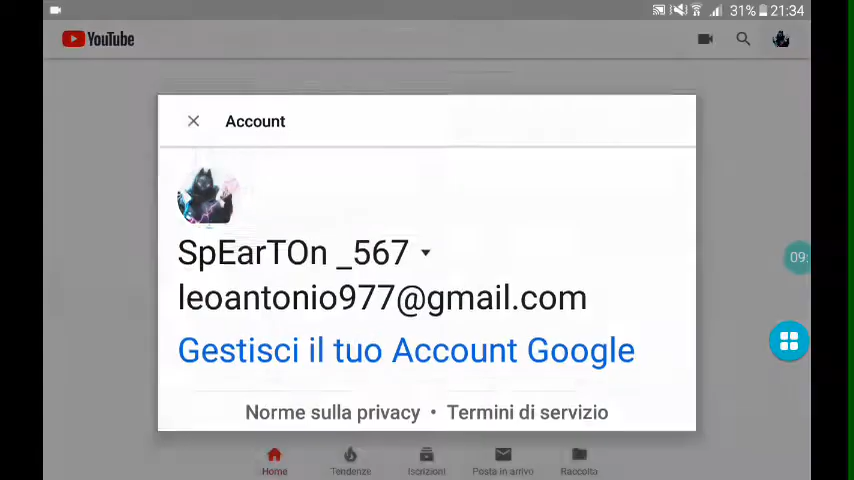 31% 21:34
YouTube
Account
SpEarTOn _567
leoantonio977@gmail.com
Gestisci il tuo Account Google
Norme sulla privacy • Termini di servizio
09:
Home Tendenze Iscrizioni Posta in arrivo Raccolta